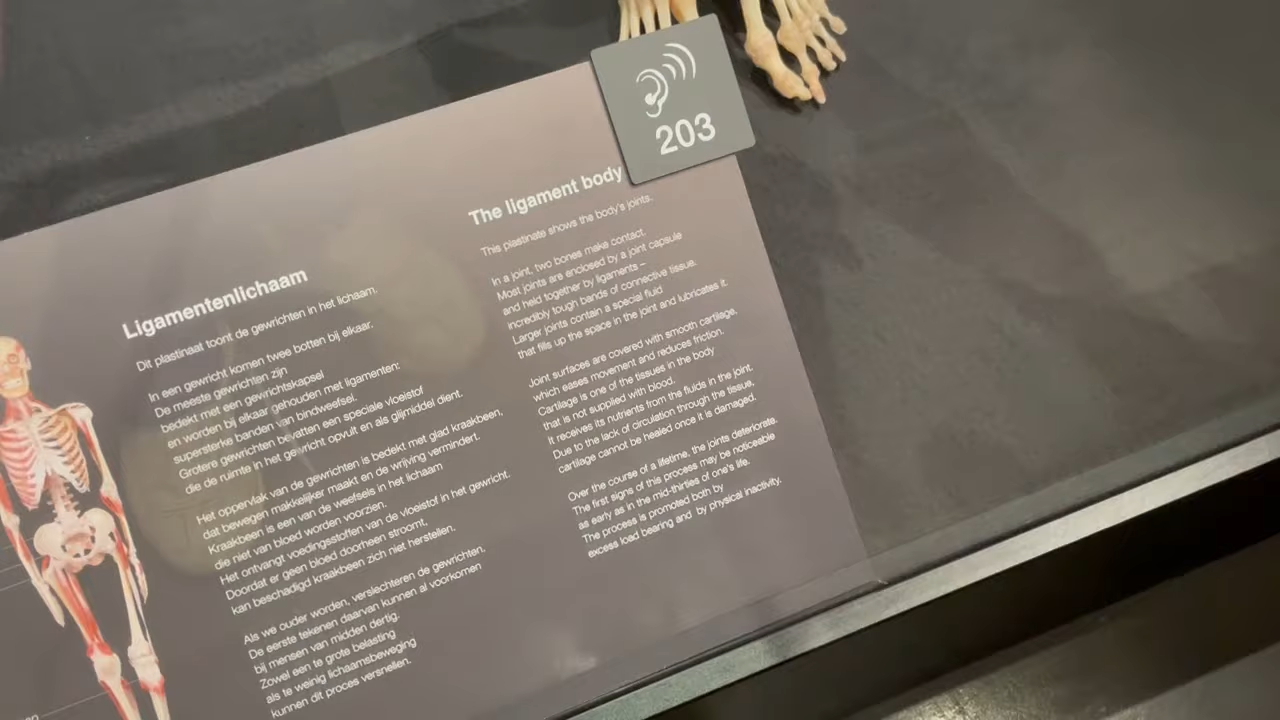 203
Ligamentenlichaam
Dit plastinaat toont de gewrichten in het lichaam.
In een gewricht komen twee botten bij elkaar.
De meeste gewrichten zijn
bedekt met een gewrichtskapsel
en worden bij elkaar gehouden met ligamenten:
supersterke banden van bindweefsel.
Grotere gewrichten bevatten een speciale vloeistof
die de ruimte in het gewricht opvult en als glijmiddel dient.
Het oppervlak van de gewrichten is bedekt met glad kraakbeen,
dat bewegen makkelijker maakt en de wrijving vermindert.
Kraakbeen is een van de weefsels in het lichaam
die niet van bloed worden voorzien.
Het ontvangt voedingsstoffen van de vloeistof in het gewricht.
Doordat er geen bloed doorheen stroomt,
kan beschadigd kraakbeen zich niet herstellen.
Als we ouder worden, verslechteren de gewrichten.
De eerste tekenen daarvan kunnen al voorkomen
bij mensen van midden dertig.
Zowel een te grote belasting
als te weinig lichaamsbeweging
kunnen dit proces versnellen.
The ligament body
This plastinate shows the body's joints.
In a joint, two bones make contact.
Most joints are enclosed by a joint capsule
and held together by ligaments –
incredibly tough bands of connective tissue.
Larger joints contain a special fluid
that fills up the space in the joint and lubricates it.
Joint surfaces are covered with smooth cartilage,
which eases movement and reduces friction.
Cartilage is one of the tissues in the body
that is not supplied with blood.
It receives its nutrients from the fluids in the joint.
Due to the lack of circulation through the tissue,
cartilage cannot be healed once it is damaged.
Over the course of a lifetime, the joints deteriorate.
The first signs of this process may be noticeable
as early as in the mid-thirties of one's life.
The process is promoted both by
excess load bearing and by physical inactivity.